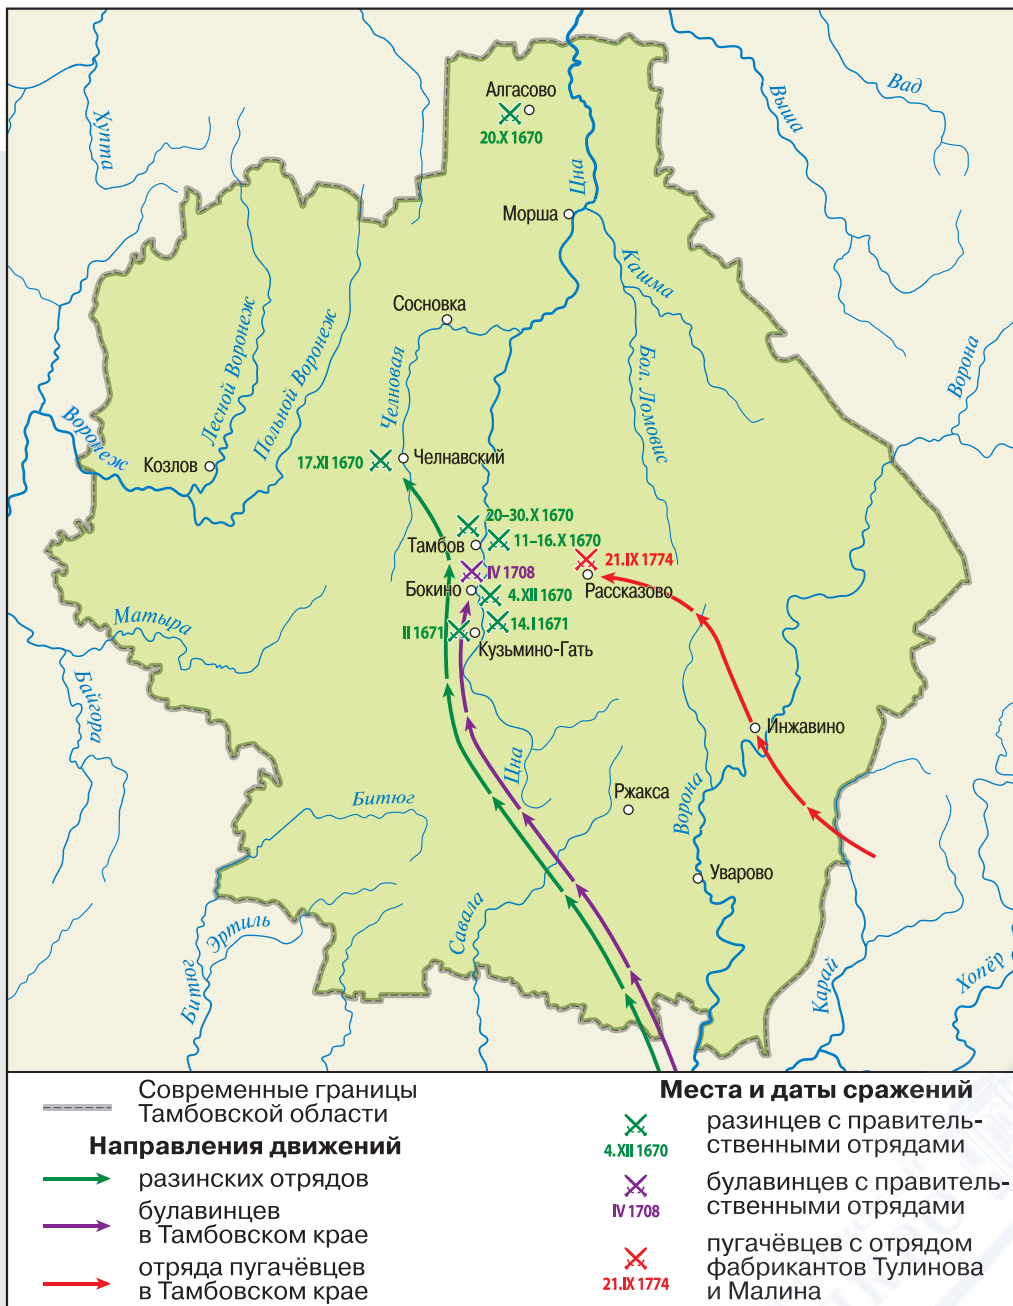 Алгасово
20.X 1670
Хупта
Вад
Выша
Цна
Морша
Кашма
Сосновка
Лесной Воронеж
Польной Воронеж
Челновая
Бол. Ломовис
Ворона
Воронеж
Козлов
17.XI 1670
Челнавский
20–30.X 1670
Тамбов
11–16.X 1670
IV 1708
21.IX 1774
Бокино
4.XII 1670
Рассказово
Матыра
II 1671
14.I 1671
Кузьмино-Гать
Байгора
Инжавино
Цна
Битюг
Ржакса
Ворона
Уварово
Эртиль
Савала
Битюг
Карай
Хопёр
Современные границы
Тамбовской области
Направления движений
разинских отрядов
булавинцев
в Тамбовском крае
отряда пугачёвцев
в Тамбовском крае
Места и даты сражений
разинцев с правитель-
ственными отрядами
4.XII 1670
булавинцев с правитель-
ственными отрядами
IV 1708
пугачёвцев с отрядом
фабрикантов Тулинова
и Малина
21.IX 1774